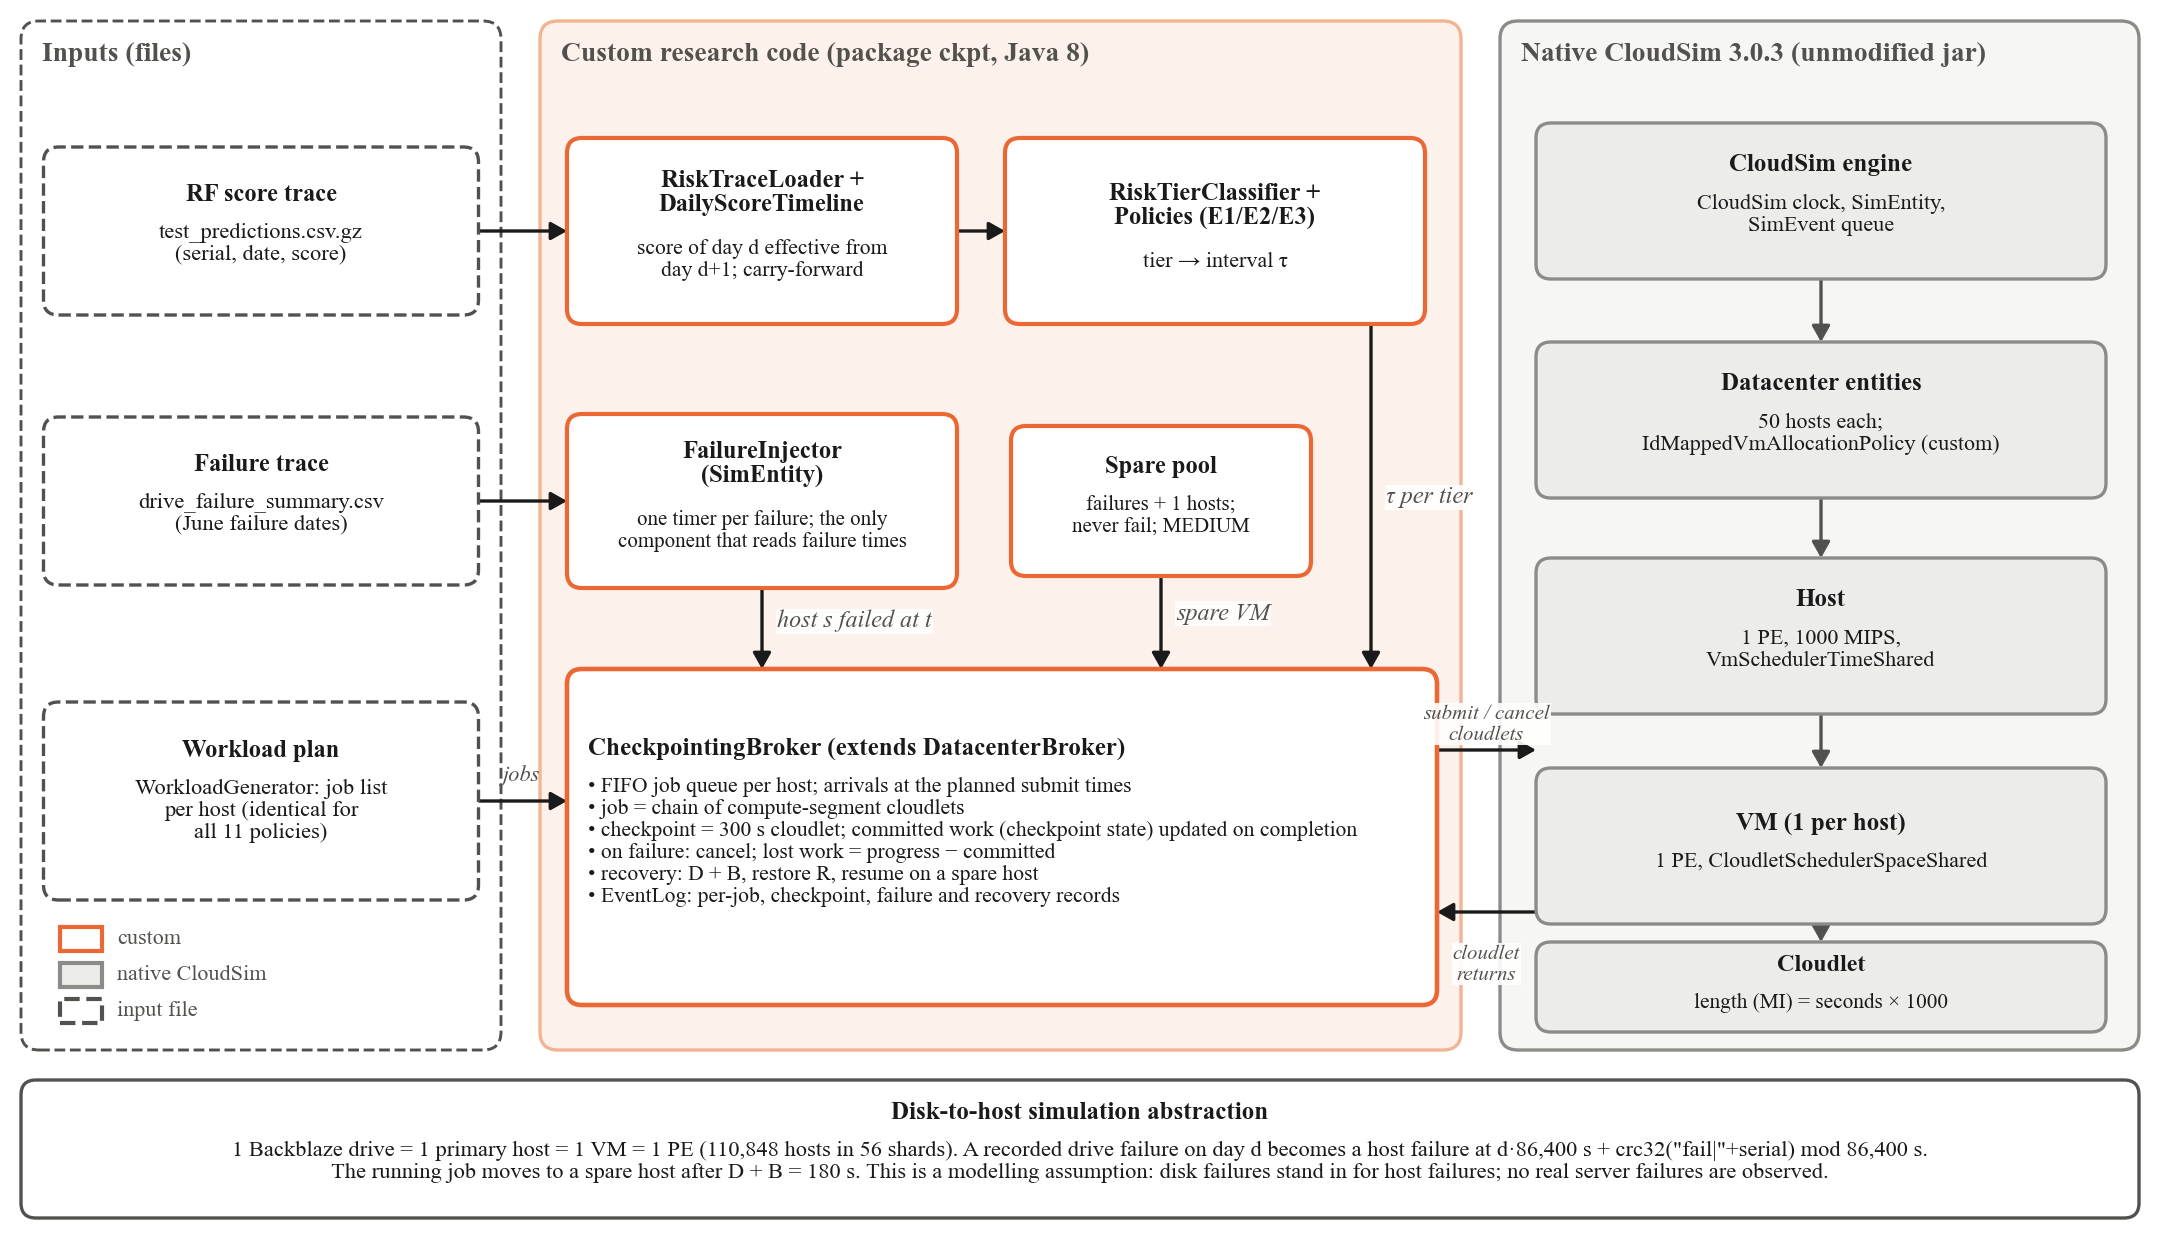 Inputs (files)
RF score trace
test_predictions.csv.gz
(serial, date, score)
Failure trace
drive_failure_summary.csv
(June failure dates)
Workload plan
WorkloadGenerator: job list
per host (identical for
all 11 policies)
custom
native CloudSim
input file
jobs
Custom research code (package ckpt, Java 8)
RiskTraceLoader +
DailyScoreTimeline
score of day d effective from
day d+1; carry-forward
RiskTierClassifier +
Policies (E1/E2/E3)
tier → interval τ
FailureInjector
(SimEntity)
one timer per failure; the only
component that reads failure times
Spare pool
failures + 1 hosts;
never fail; MEDIUM
τ per tier
host s failed at t
spare VM
CheckpointingBroker (extends DatacenterBroker)
• FIFO job queue per host; arrivals at the planned submit times
• job = chain of compute-segment cloudlets
• checkpoint = 300 s cloudlet; committed work (checkpoint state) updated on completion
• on failure: cancel; lost work = progress − committed
• recovery: D + B, restore R, resume on a spare host
• EventLog: per-job, checkpoint, failure and recovery records
submit / cancel
cloudlets
cloudlet
returns
Native CloudSim 3.0.3 (unmodified jar)
CloudSim engine
CloudSim clock, SimEntity,
SimEvent queue
Datacenter entities
50 hosts each;
IdMappedVmAllocationPolicy (custom)
Host
1 PE, 1000 MIPS,
VmSchedulerTimeShared
VM (1 per host)
1 PE, CloudletSchedulerSpaceShared
Cloudlet
length (MI) = seconds × 1000
Disk-to-host simulation abstraction
1 Backblaze drive = 1 primary host = 1 VM = 1 PE (110,848 hosts in 56 shards). A recorded drive failure on day d becomes a host failure at d·86,400 s + crc32("fail|"+serial) mod 86,400 s.
The running job moves to a spare host after D + B = 180 s. This is a modelling assumption: disk failures stand in for host failures; no real server failures are observed.